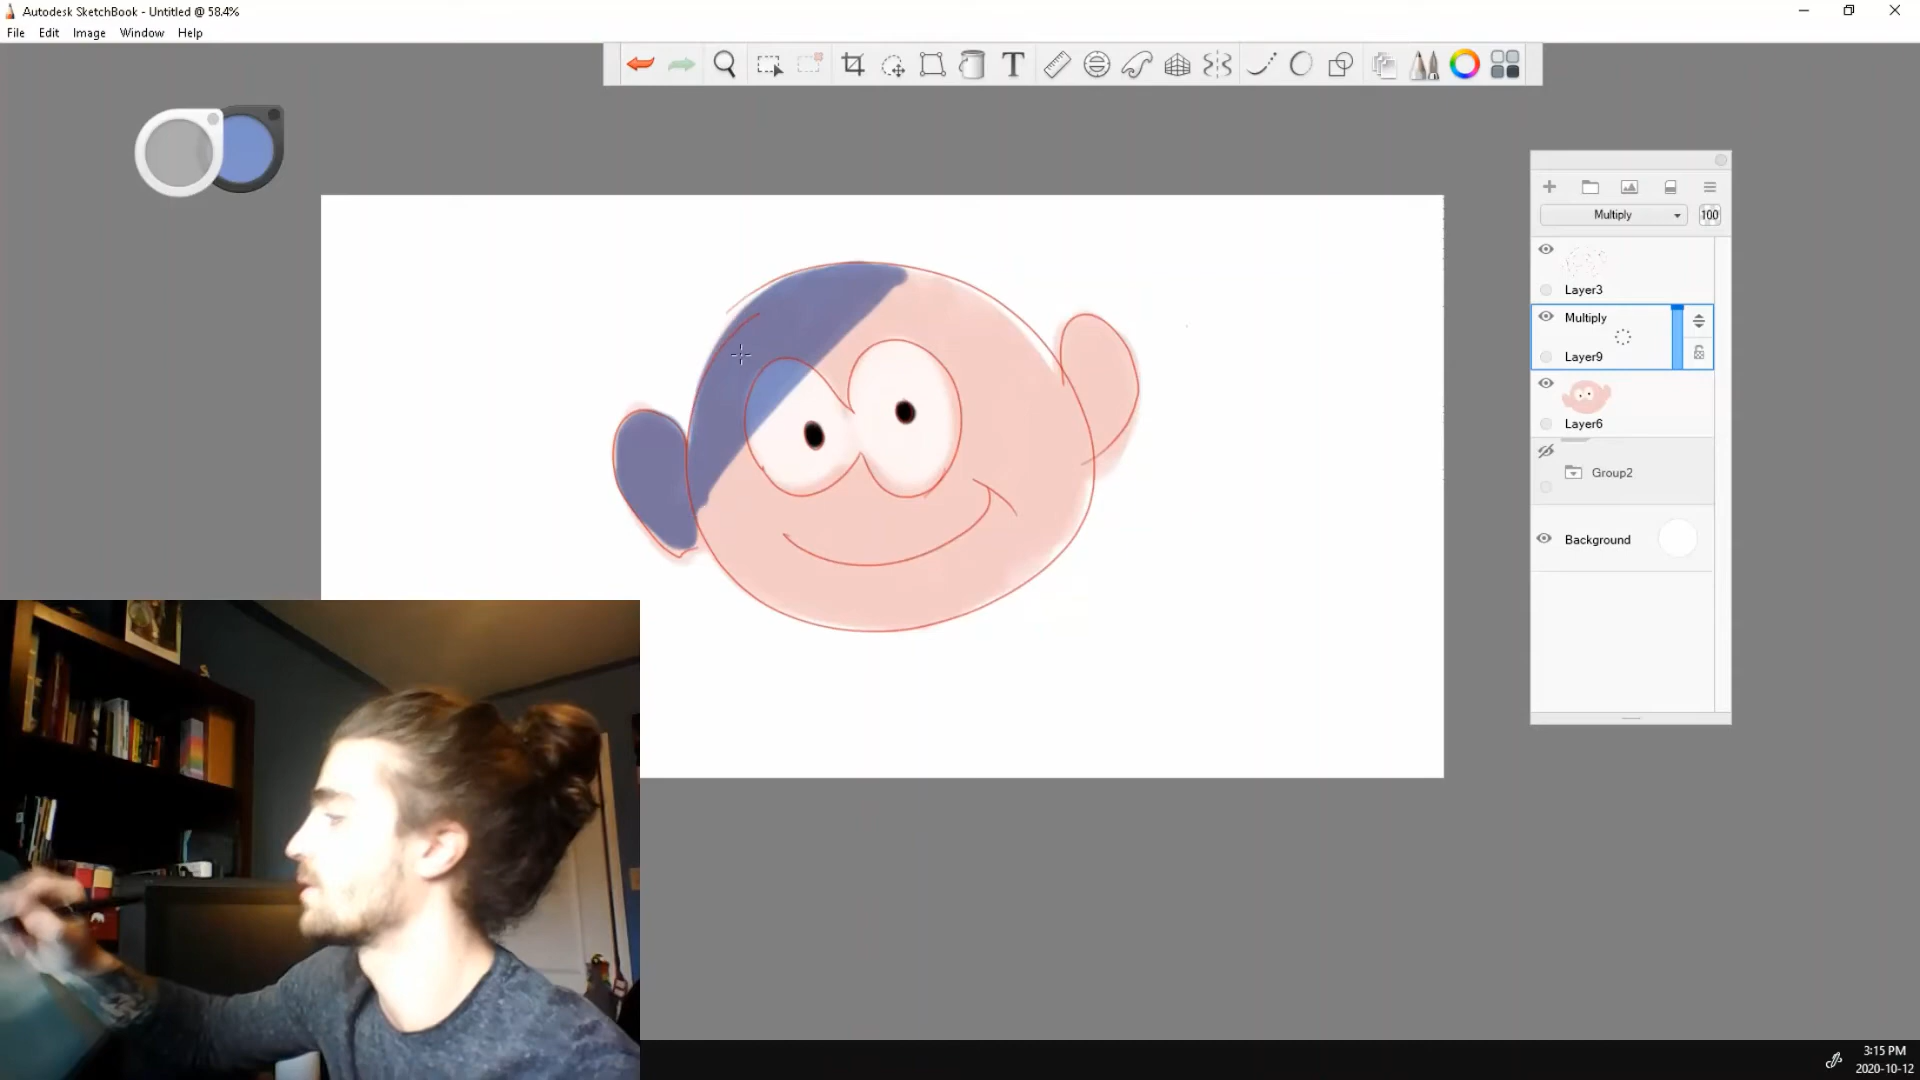 Autodesk SketchBook - Untitled @ 58.4%
File Edit Image Window Help
T
Multiply 100
Layer3
Multiply
Layer9
Layer6
Group2
Background
3:15 PM
2020-10-12